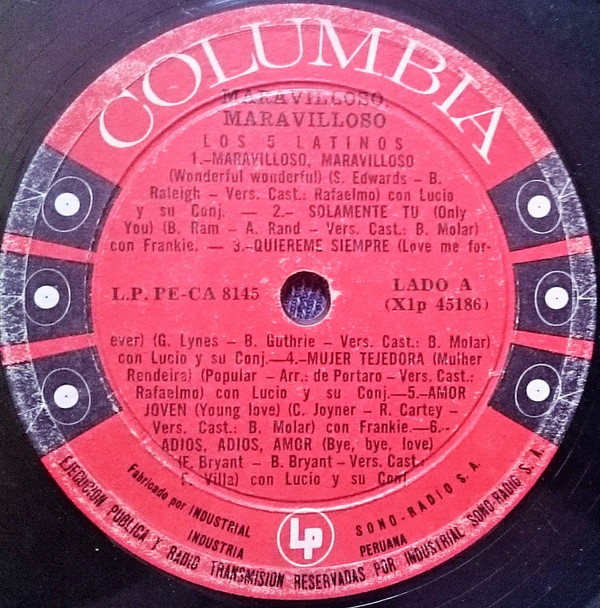 COLUMBIA
MARAVILLOSO,
MARAVILLOSO
LOS 5 LATINOS
1.-MARAVILLOSO, MARAVILLOSO
(Wonderful wonderful) (S. Edwards - B.
Raleigh - Vers. Cast.: Rafaelmo) con Lucio
y su Conj. — 2.- SOLAMENTE TU (Only
You) (B. Ram - A. Rand - Vers. Cast.: B. Molar)
con Frankie. — 3.-QUIEREME SIEMPRE (Love me for-
L.P. PE-CA 8145
LADO A
(X1p 45186)
ever) (G. Lynes - B. Guthrie - Vers. Cast.: B. Molar)
con Lucio y su Conj.—4.-MUJER TEJEDORA (Mulher
Rendeira) (Popular - Arr.: de Portaro - Vers. Cast.:
Rafaelmo) con Lucio y su Conj.—5.-AMOR
JOVEN (Young love) (C. Joyner - R. Cartey -
Vers. Cast.: B. Molar) con Frankie.—6.-
ADIOS, ADIOS, AMOR (Bye, bye, love)
(F. Bryant - B. Bryant - Vers. Cast.:
Villa) con Lucio y su Conj.
Fabricado por INDUSTRIAL SONO-RADIO S. A.
INDUSTRIA PERUANA
Lp
EJECUCION PUBLICA Y RADIO TRANSMISION RESERVADAS POR INDUSTRIAL SONO-RADIO S. A.